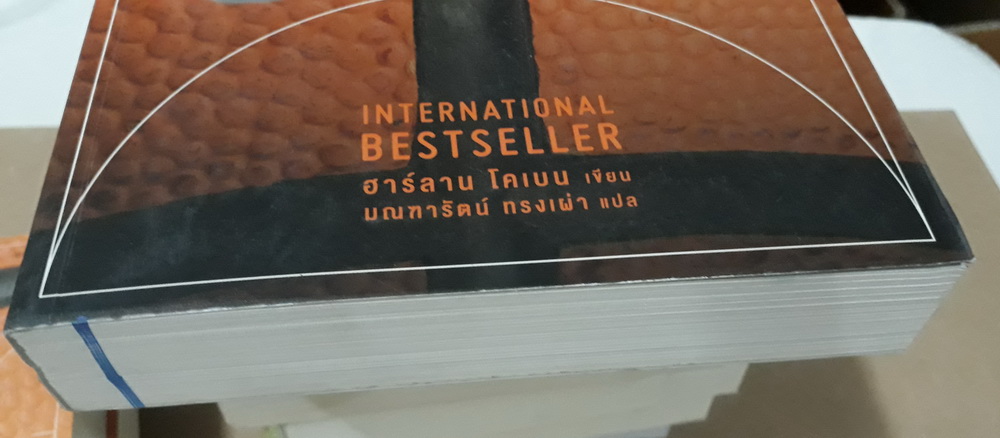 INTERNATIONAL
BESTSELLER
ฮาร์ลาน โคเบน เขียน
มณฑารัตน์ ทรงเผ่า แปล